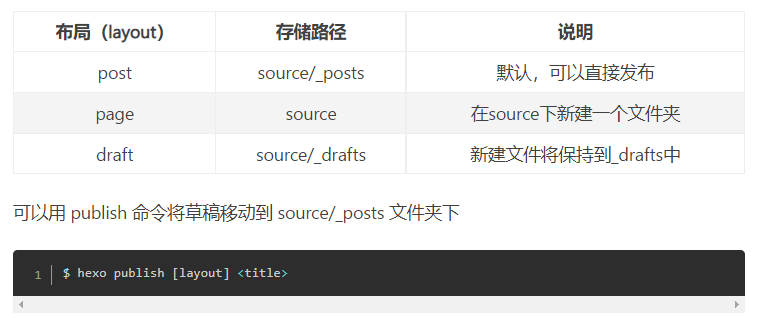 布局（layout） 存储路径 说明
post source/_posts 默认，可以直接发布
page source 在source下新建一个文件夹
draft source/_drafts 新建文件将保持到_drafts中
可以用 publish 命令将草稿移动到 source/_posts 文件夹下
1 $ hexo publish [layout] <title>